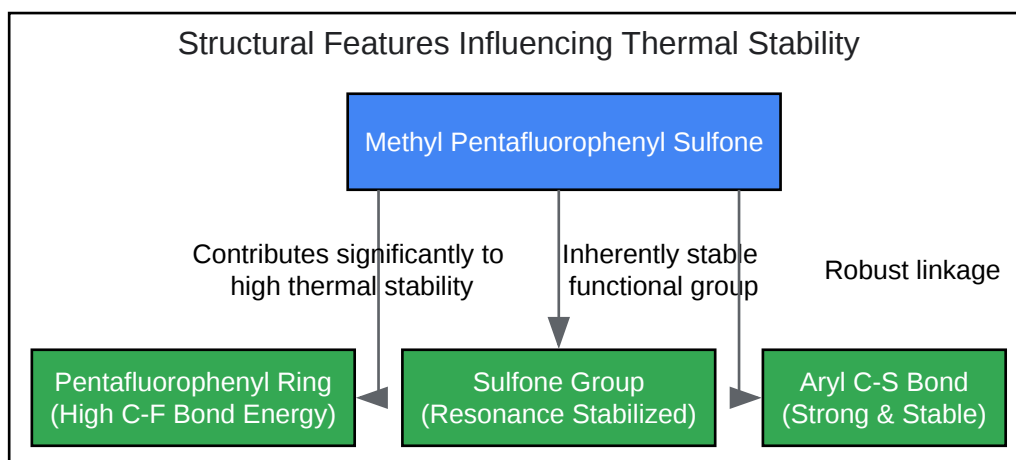 Structural Features Influencing Thermal Stability
Methyl Pentafluorophenyl Sulfone
Contributes significantly to
high thermal stability
Inherently stable
functional group
Robust linkage
Pentafluorophenyl Ring
(High C-F Bond Energy)
Sulfone Group
(Resonance Stabilized)
Aryl C-S Bond
(Strong & Stable)